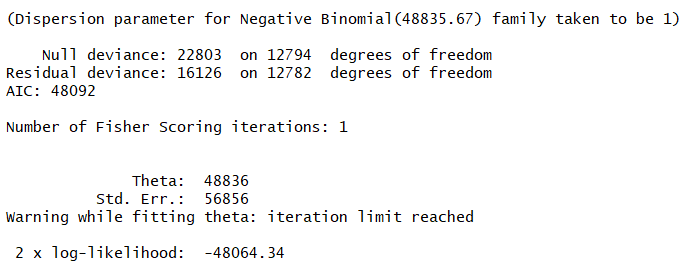 (Dispersion parameter for Negative Binomial(48835.67) family taken to be 1)
Null deviance: 22803 on 12794 degrees of freedom
Residual deviance: 16126 on 12782 degrees of freedom
AIC: 48092
Number of Fisher Scoring iterations: 1
Theta: 48836
Std. Err.: 56856
Warning while fitting theta: iteration limit reached
2 x log-likelihood: -48064.34